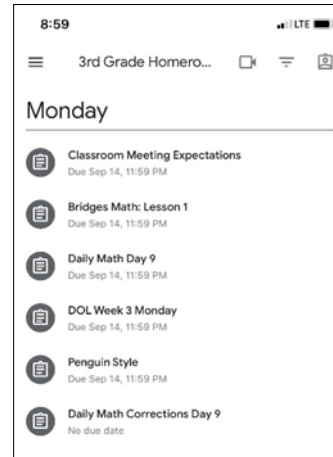 8:59
LTE
3rd Grade Homero...
Monday
Classroom Meeting Expectations
Due Sep 14, 11:59 PM
Bridges Math: Lesson 1
Due Sep 14, 11:59 PM
Daily Math Day 9
Due Sep 14, 11:59 PM
DOL Week 3 Monday
Due Sep 14, 11:59 PM
Penguin Style
Due Sep 14, 11:59 PM
Daily Math Corrections Day 9
No due date